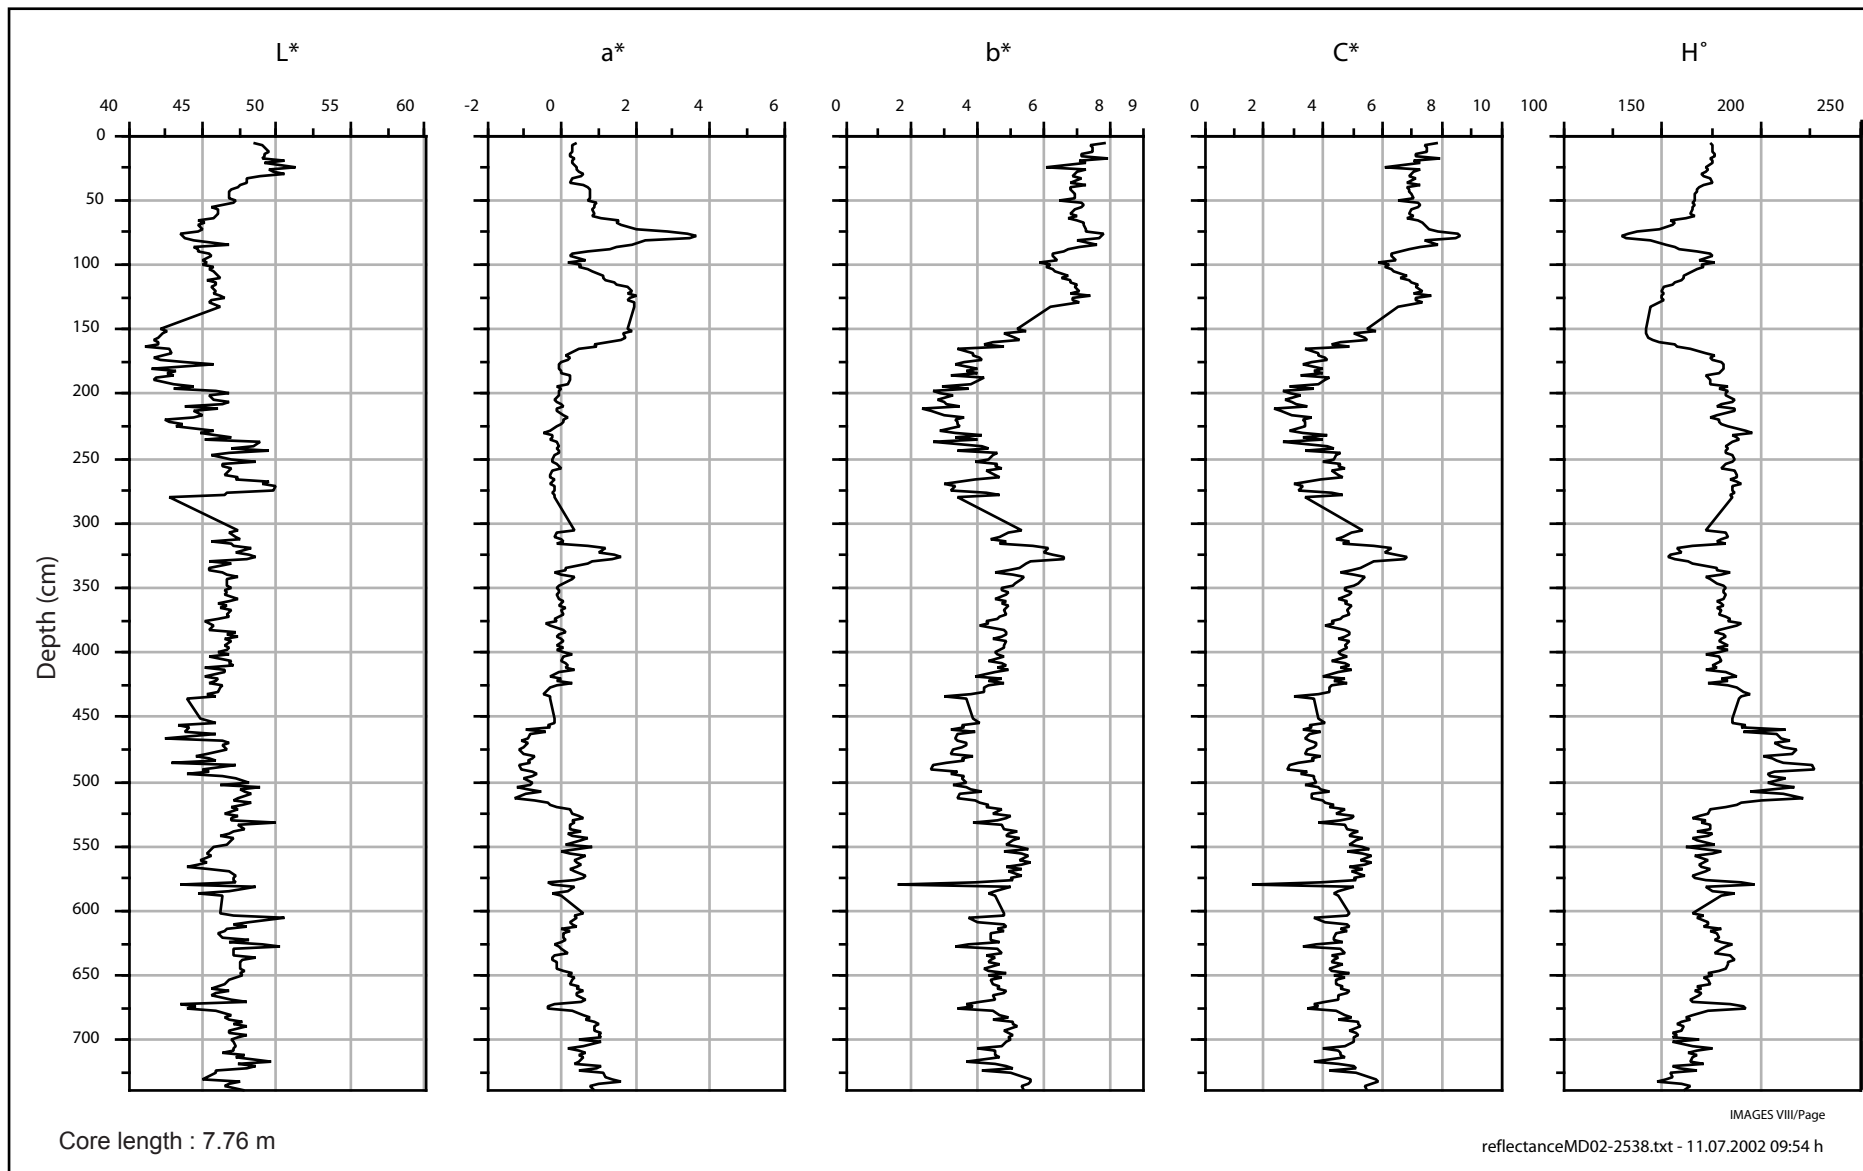 L* a* b* C* H°
40 45 50 55 60 -2 0 2 4 6 0 2 4 6 8 9 0 2 4 6 8 10 100 150 200 250
0
50
100
150
200
250
300
350
Depth (cm)
400
450
500
550
600
650
700
IMAGES VIII/Page
Core length : 7.76 m
reflectanceMD02-2538.txt - 11.07.2002 09:54 h